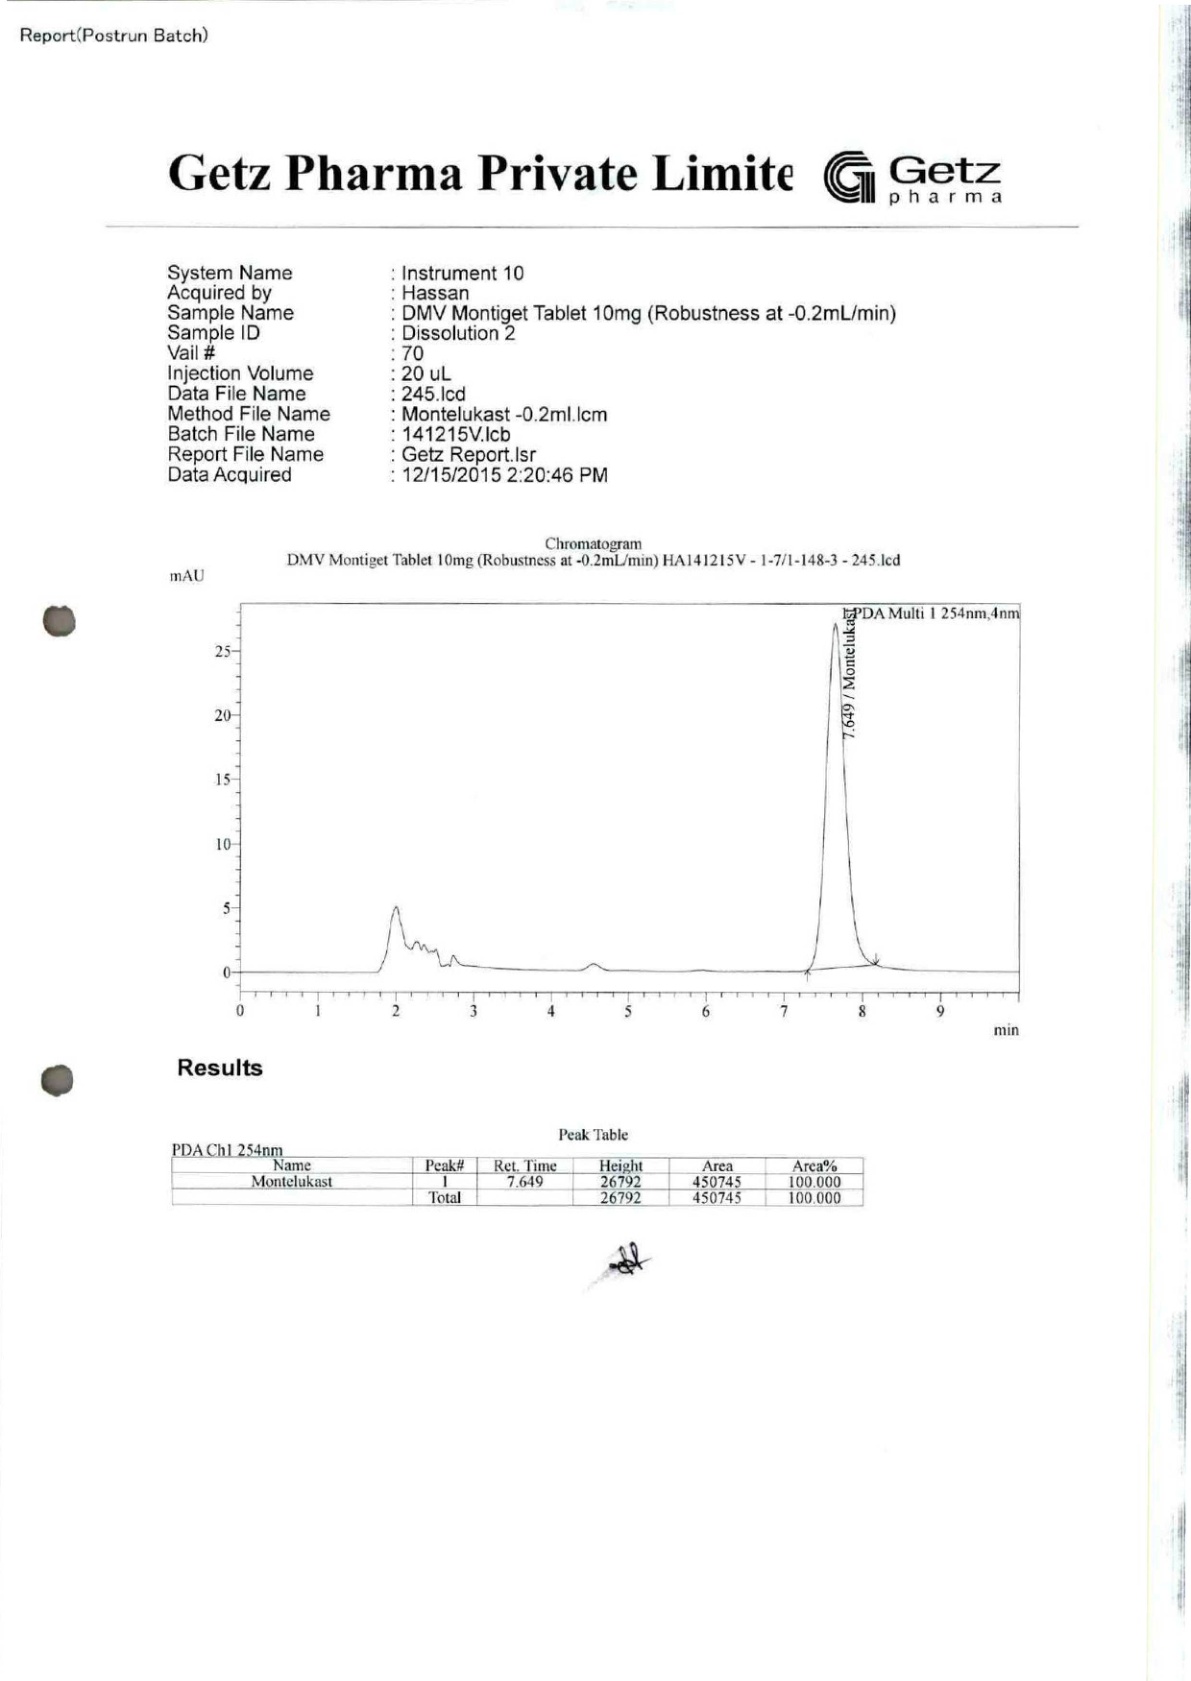 Report(Postrun Batch)
Getz Pharma Private Limite
Getz
pharma
System Name : Instrument 10
Acquired by : Hassan
Sample Name : DMV Montiget Tablet 10mg (Robustness at -0.2mL/min)
Sample ID : Dissolution 2
Vail # : 70
Injection Volume : 20 uL
Data File Name : 245.lcd
Method File Name : Montelukast -0.2ml.lcm
Batch File Name : 141215V.lcb
Report File Name : Getz Report.lsr
Data Acquired : 12/15/2015 2:20:46 PM
Chromatogram
DMV Montiget Tablet 10mg (Robustness at -0.2mL/min) HA141215V - 1-7/1-148-3 - 245.lcd
mAU
PDA Multi 1 254nm,4nm
7.649 / Montelukast
25
20
15
10
5
0
0 1 2 3 4 5 6 7 8 9
min
Results
Peak Table
PDA Ch1 254nm
Name Peak# Ret. Time Height Area Area%
Montelukast 1 7.649 26792 450745 100.000
Total 26792 450745 100.000